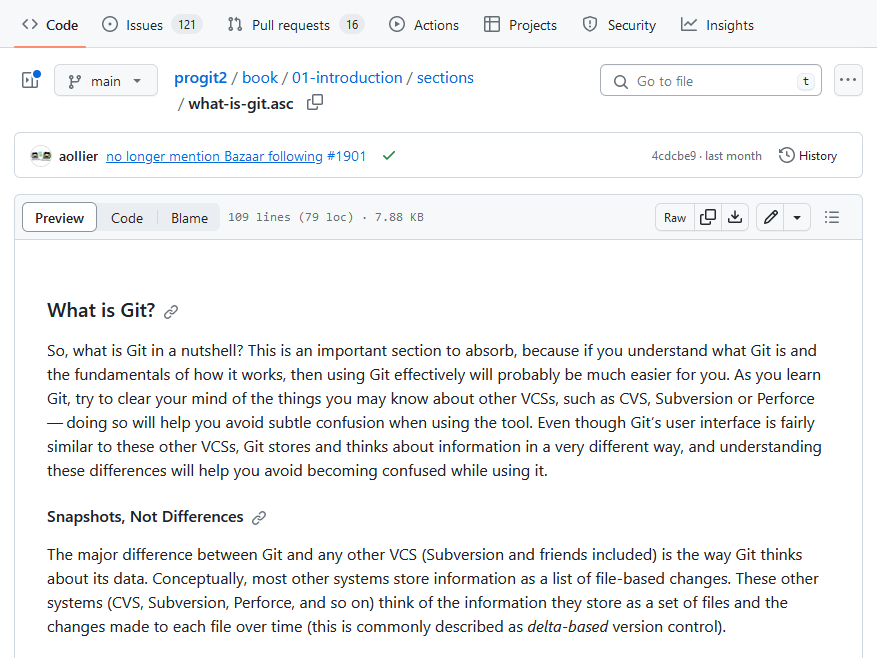 Code Issues 121 Pull requests 16 Actions Projects Security Insights
main progit2 / book / 01-introduction / sections Go to file t
/ what-is-git.asc
aollier no longer mention Bazaar following #1901 4cdcbe9 · last month History
Preview Code Blame 109 lines (79 loc) · 7.88 KB Raw
What is Git?
So, what is Git in a nutshell? This is an important section to absorb, because if you understand what Git is and
the fundamentals of how it works, then using Git effectively will probably be much easier for you. As you learn
Git, try to clear your mind of the things you may know about other VCSs, such as CVS, Subversion or Perforce
— doing so will help you avoid subtle confusion when using the tool. Even though Git’s user interface is fairly
similar to these other VCSs, Git stores and thinks about information in a very different way, and understanding
these differences will help you avoid becoming confused while using it.
Snapshots, Not Differences
The major difference between Git and any other VCS (Subversion and friends included) is the way Git thinks
about its data. Conceptually, most other systems store information as a list of file-based changes. These other
systems (CVS, Subversion, Perforce, and so on) think of the information they store as a set of files and the
changes made to each file over time (this is commonly described as delta-based version control).